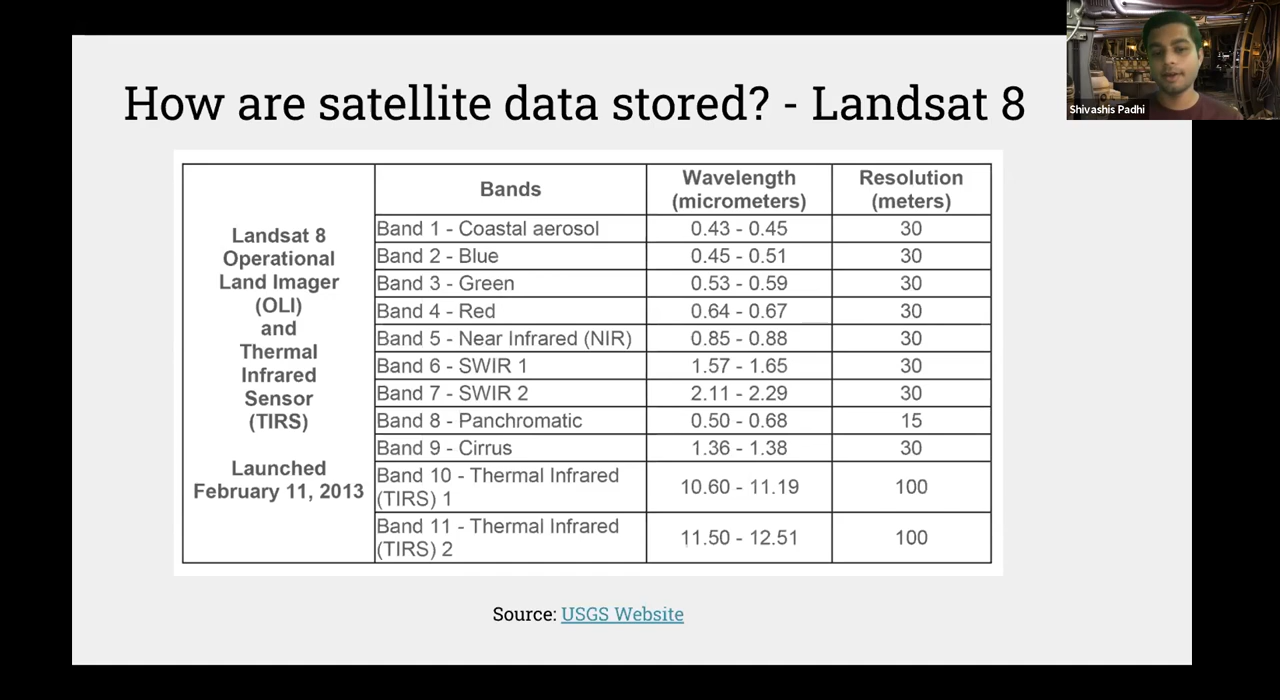 How are satellite data stored? - Landsat 8
Shivashis Padhi
Landsat 8
Operational
Land Imager
(OLI)
and
Thermal
Infrared
Sensor
(TIRS)
Launched
February 11, 2013
Bands
Wavelength
(micrometers)
Resolution
(meters)
Band 1 - Coastal aerosol 0.43 - 0.45 30
Band 2 - Blue 0.45 - 0.51 30
Band 3 - Green 0.53 - 0.59 30
Band 4 - Red 0.64 - 0.67 30
Band 5 - Near Infrared (NIR) 0.85 - 0.88 30
Band 6 - SWIR 1 1.57 - 1.65 30
Band 7 - SWIR 2 2.11 - 2.29 30
Band 8 - Panchromatic 0.50 - 0.68 15
Band 9 - Cirrus 1.36 - 1.38 30
Band 10 - Thermal Infrared
(TIRS) 1
10.60 - 11.19 100
Band 11 - Thermal Infrared
(TIRS) 2
11.50 - 12.51 100
Source: USGS Website